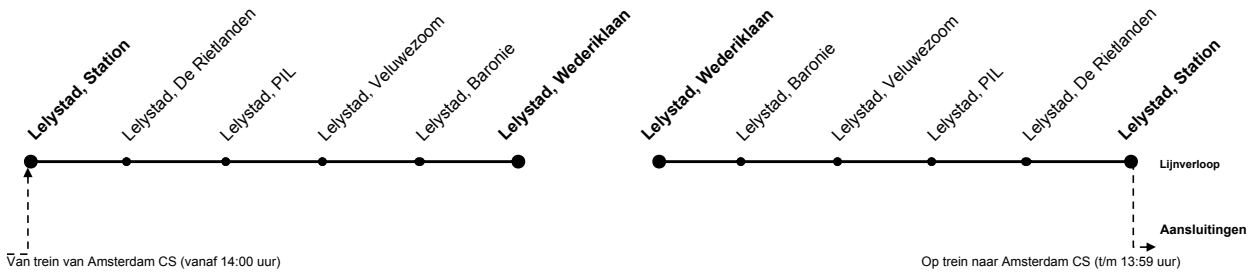 Lelystad, Station
Lelystad, De Rietlanden
Lelystad, PIL
Lelystad, Veluwezoom
Lelystad, Baronie
Lelystad, Wederiklaan
Lelystad, Wederiklaan
Lelystad, Baronie
Lelystad, Veluwezoom
Lelystad, PIL
Lelystad, De Rietlanden
Lelystad, Station
Lijnverloop
Aansluitingen
Van trein van Amsterdam CS (vanaf 14:00 uur)
Op trein naar Amsterdam CS (t/m 13:59 uur)